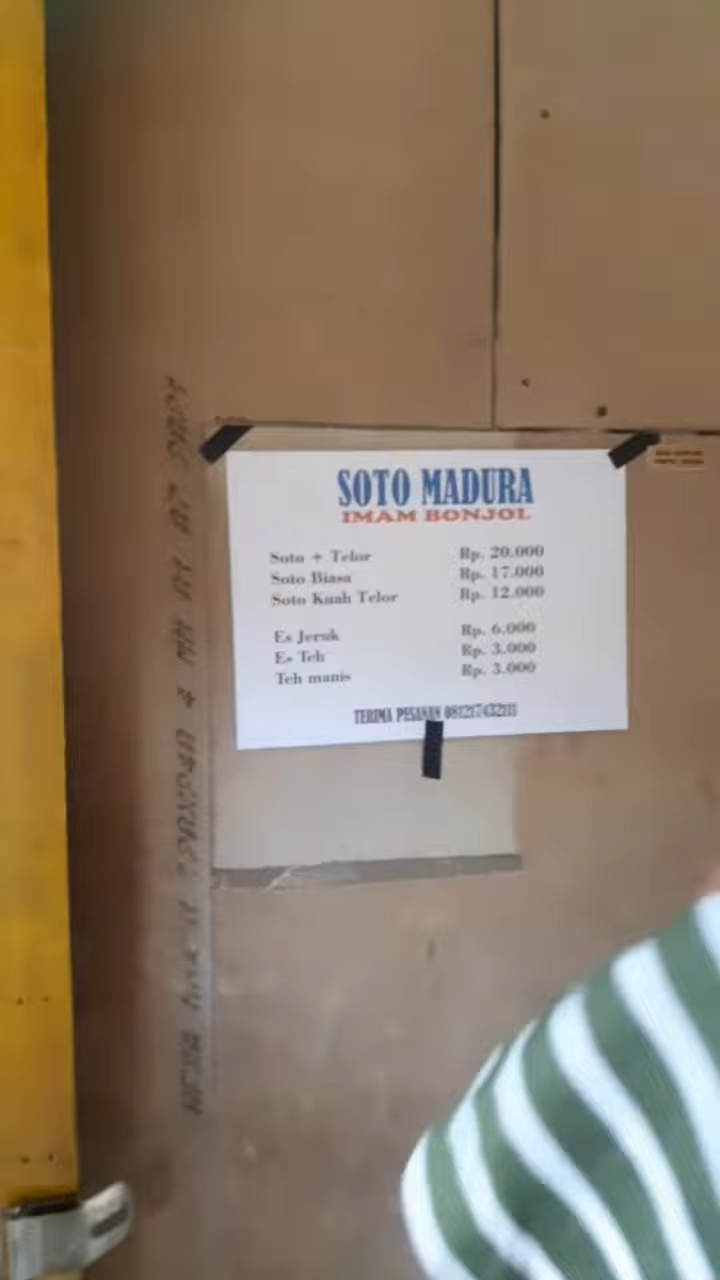 SOTO MADURA
IMAM BONJOL
Soto + Telor Rp. 20.000
Soto Biasa Rp. 17.000
Soto Kuah Telor Rp. 12.000
Es Jeruk Rp. 6.000
Es Teh Rp. 3.000
Teh manis Rp. 3.000
TERIMA PESANAN 081217432111